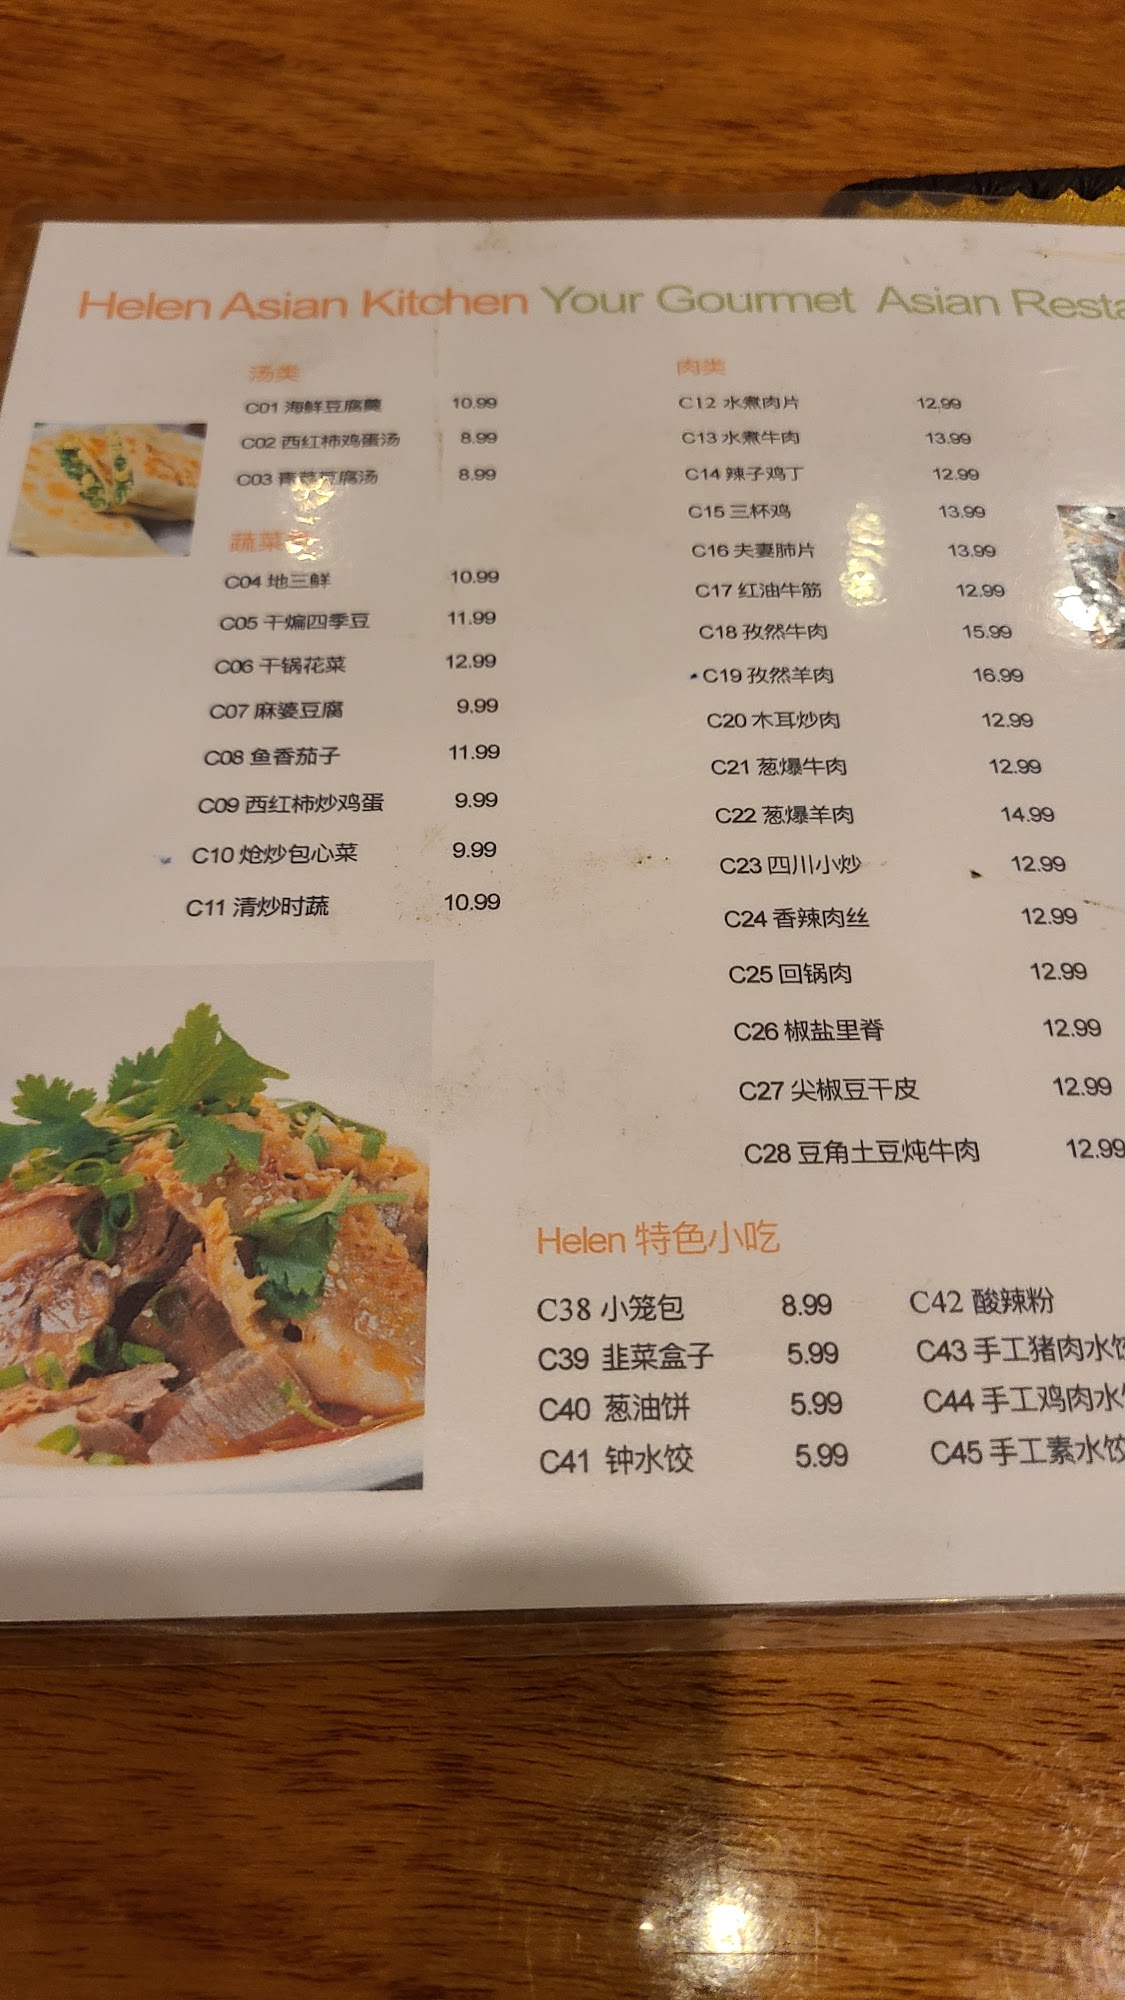 Helen Asian Kitchen Your Gourmet Asian
汤类
C01 海鲜豆腐羹 10.99
C02 西红柿鸡蛋汤 8.99
C03 青菜豆腐汤 8.99
蔬菜
C04 地三鲜 10.99
C05 干煸四季豆 11.99
C06 干锅花菜 12.99
C07 麻婆豆腐 9.99
C08 鱼香茄子 11.99
C09 西红柿炒鸡蛋 9.99
C10 炝炒包心菜 9.99
C11 清炒时蔬 10.99
肉类
C12 水煮肉片 12.99
C13 水煮牛肉 13.99
C14 辣子鸡丁 12.99
C15 三杯鸡 13.99
C16 夫妻肺片 13.99
C17 红油牛筋 12.99
C18 孜然牛肉 15.99
C19 孜然羊肉 16.99
C20 木耳炒肉 12.99
C21 葱爆牛肉 12.99
C22 葱爆羊肉 14.99
C23 四川小炒 12.99
C24 香辣肉丝 12.99
C25 回锅肉 12.99
C26 椒盐里脊 12.99
C27 尖椒豆干皮 12.99
C28 豆角土豆炖牛肉 12.99
Helen 特色小吃
C38 小笼包 8.99
C39 韭菜盒子 5.99
C40 葱油饼 5.99
C41 钟水饺 5.99
C42 酸辣粉
C43 手工猪肉水饺
C44 手工鸡肉水
C45 手工素水饺